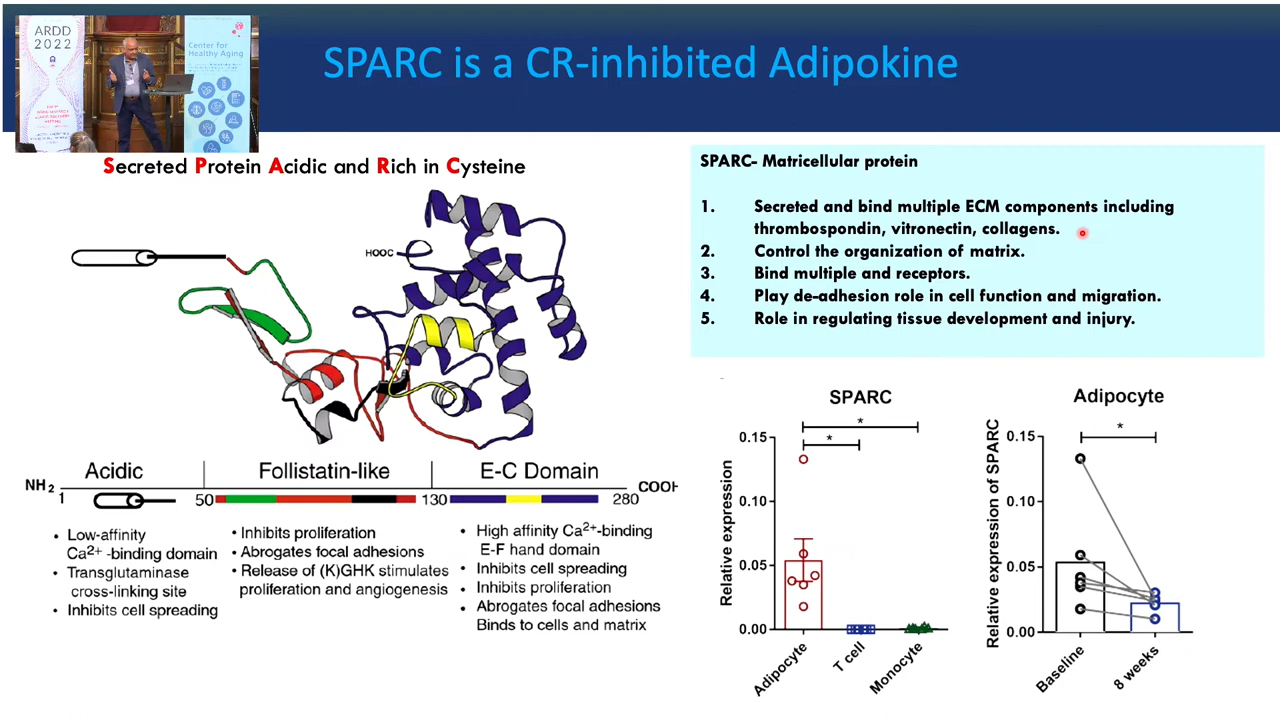 ARDD
2022
Center for
Healthy Aging
SPARC is a CR-inhibited Adipokine
Secreted Protein Acidic and Rich in Cysteine
HOOC
Acidic
Follistatin-like
E-C Domain
NH2
COOH
1
50
130
280
• Low-affinity
Ca2+ -binding domain
• Transglutaminase
cross-linking site
• Inhibits cell spreading
• Inhibits proliferation
• Abrogates focal adhesions
• Release of (K)GHK stimulates
proliferation and angiogenesis
• High affinity Ca2+-binding
E-F hand domain
• Inhibits cell spreading
• Inhibits proliferation
• Abrogates focal adhesions
Binds to cells and matrix
SPARC- Matricellular protein
1. Secreted and bind multiple ECM components including
thrombospondin, vitronectin, collagens.
2. Control the organization of matrix.
3. Bind multiple and receptors.
4. Play de-adhesion role in cell function and migration.
5. Role in regulating tissue development and injury.
SPARC
*
*
0.15
0.10
0.05
0.00
Relative expression
Adipocyte
T cell
Monocyte
Adipocyte
*
0.15
0.10
0.05
0.00
Relative expression of SPARC
Baseline
8 weeks